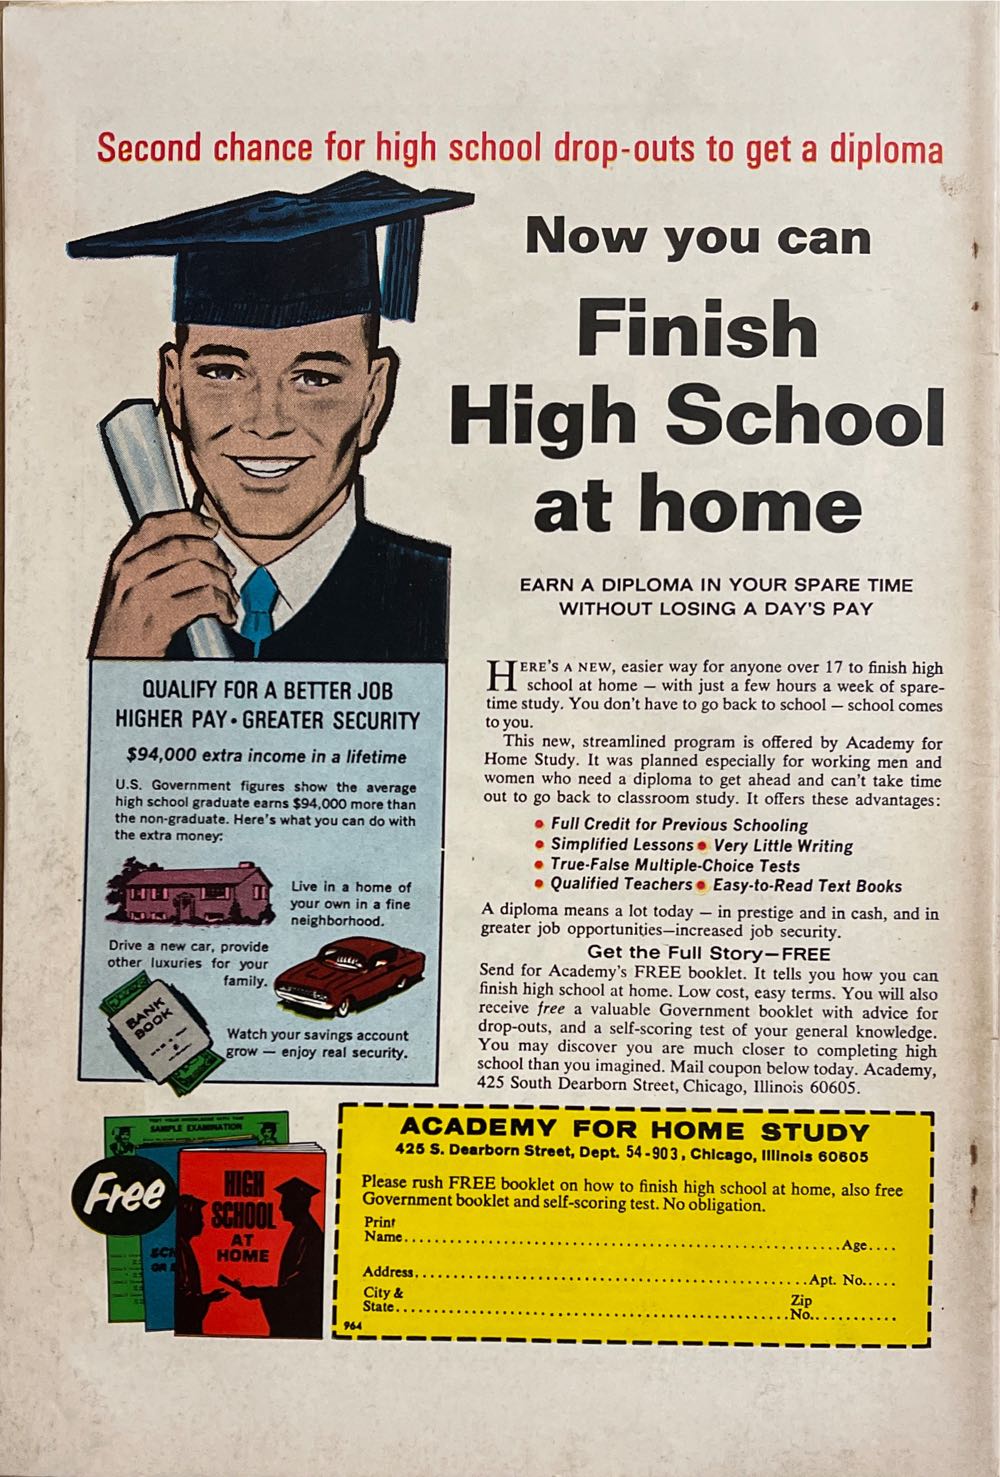 Second chance for high school drop-outs to get a diploma
Now you can
Finish
High School
at home
EARN A DIPLOMA IN YOUR SPARE TIME
WITHOUT LOSING A DAY'S PAY
QUALIFY FOR A BETTER JOB
HIGHER PAY • GREATER SECURITY
$94,000 extra income in a lifetime
U.S. Government figures show the average
high school graduate earns $94,000 more than
the non-graduate. Here's what you can do with
the extra money:
Live in a home of
your own in a fine
neighborhood.
Drive a new car, provide
other luxuries for your
family.
BANK
BOOK
Watch your savings account
grow — enjoy real security.
HERE'S A NEW, easier way for anyone over 17 to finish high
school at home — with just a few hours a week of spare-
time study. You don't have to go back to school — school comes
to you.
This new, streamlined program is offered by Academy for
Home Study. It was planned especially for working men and
women who need a diploma to get ahead and can't take time
out to go back to classroom study. It offers these advantages:
• Full Credit for Previous Schooling
• Simplified Lessons • Very Little Writing
• True-False Multiple-Choice Tests
• Qualified Teachers • Easy-to-Read Text Books
A diploma means a lot today — in prestige and in cash, and in
greater job opportunities—increased job security.
Get the Full Story—FREE
Send for Academy's FREE booklet. It tells you how you can
finish high school at home. Low cost, easy terms. You will also
receive free a valuable Government booklet with advice for
drop-outs, and a self-scoring test of your general knowledge.
You may discover you are much closer to completing high
school than you imagined. Mail coupon below today. Academy,
425 South Dearborn Street, Chicago, Illinois 60605.
SAMPLE EXAMINATION
Free
HIGH
SCHOOL
AT
HOME
ACADEMY FOR HOME STUDY
425 S. Dearborn Street, Dept. 54-903, Chicago, Illinois 60605
Please rush FREE booklet on how to finish high school at home, also free
Government booklet and self-scoring test. No obligation.
Print
Name......Age....
Address......Apt. No.....
City & Zip
State......No............
964